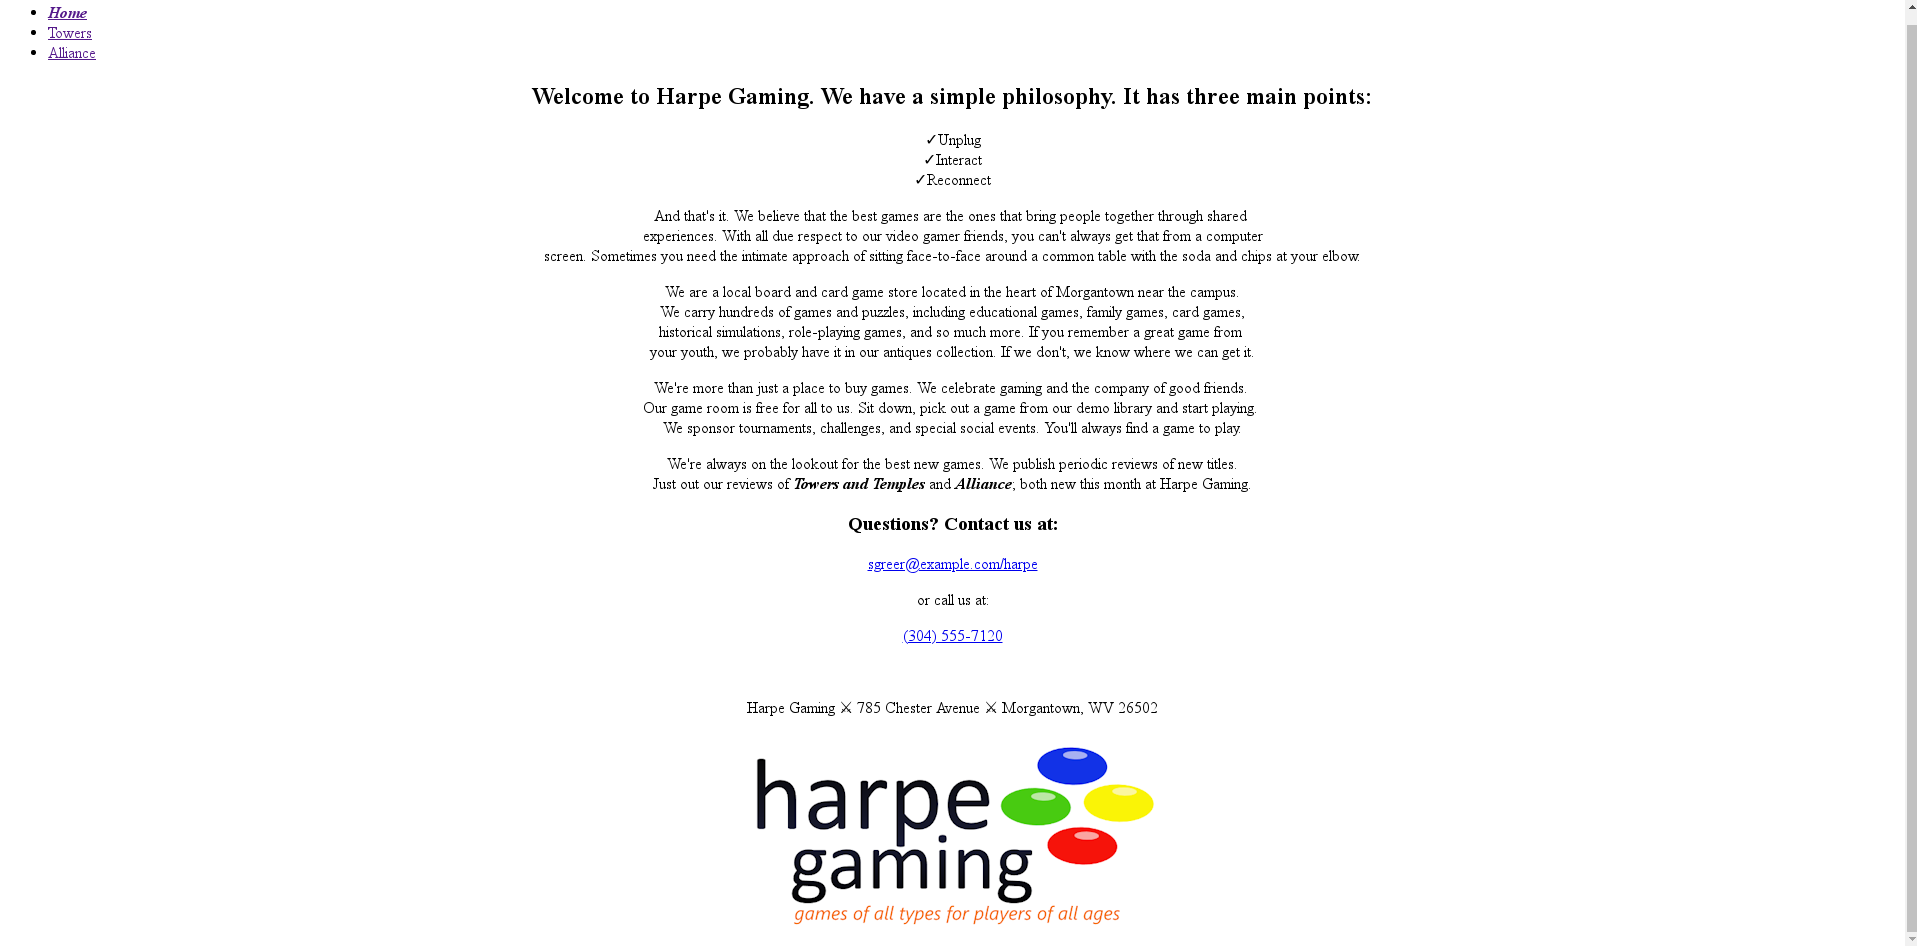 Home
Towers
Alliance
Welcome to Harpe Gaming. We have a simple philosophy. It has three main points:
✓Unplug
✓Interact
✓Reconnect
And that's it. We believe that the best games are the ones that bring people together through shared
experiences. With all due respect to our video gamer friends, you can't always get that from a computer
screen. Sometimes you need the intimate approach of sitting face-to-face around a common table with the soda and chips at your elbow.
We are a local board and card game store located in the heart of Morgantown near the campus.
We carry hundreds of games and puzzles, including educational games, family games, card games,
historical simulations, role-playing games, and so much more. If you remember a great game from
your youth, we probably have it in our antiques collection. If we don't, we know where we can get it.
We're more than just a place to buy games. We celebrate gaming and the company of good friends.
Our game room is free for all to us. Sit down, pick out a game from our demo library and start playing.
We sponsor tournaments, challenges, and special social events. You'll always find a game to play.
We're always on the lookout for the best new games. We publish periodic reviews of new titles.
Just out our reviews of Towers and Temples and Alliance; both new this month at Harpe Gaming.
Questions? Contact us at:
sgreer@example.com/harpe
or call us at:
(304) 555-7120
Harpe Gaming ⚔ 785 Chester Avenue ⚔ Morgantown, WV 26502
harpe
gaming
games of all types for players of all ages